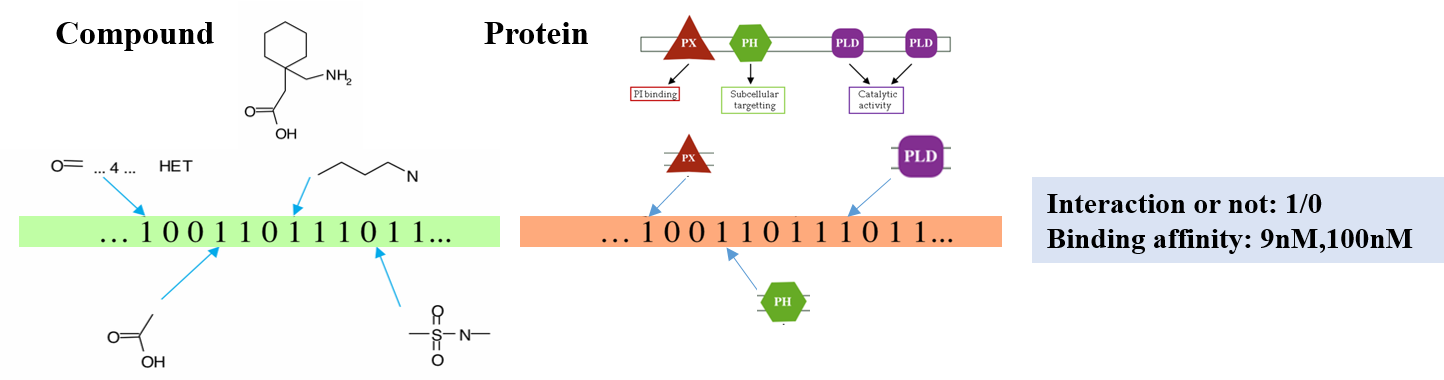 Compound
NH2
O
OH
O= ... 4 ... HET
N
... 1 0 0 1 1 0 1 1 1 0 1 1...
O
OH
O
S N
O
Protein
PX
PH
PLD
PLD
PI binding
Subcellular
targetting
Catalytic
activity
PX
PLD
... 1 0 0 1 1 0 1 1 1 0 1 1...
PH
Interaction or not: 1/0
Binding affinity: 9nM,100nM